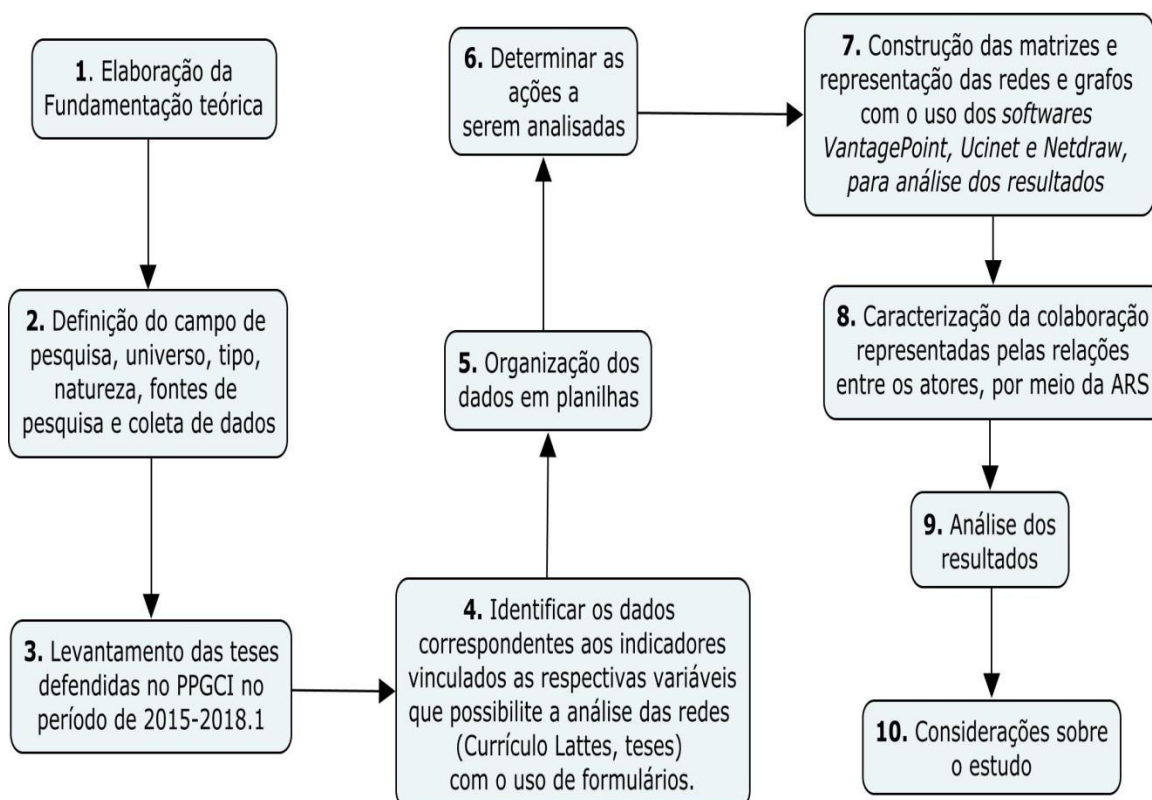 1. Elaboração da
Fundamentação teórica
2. Definição do campo de
pesquisa, universo, tipo,
natureza, fontes de
pesquisa e coleta de dados
3. Levantamento das teses
defendidas no PPGCI no
período de 2015-2018.1
4. Identificar os dados
correspondentes aos indicadores
vinculados as respectivas variáveis
que possibilite a análise das redes
(Currículo Lattes, teses)
com o uso de formulários.
5. Organização dos
dados em planilhas
6. Determinar as
ações a
serem analisadas
7. Construção das matrizes e
representação das redes e grafos
com o uso dos softwares
VantagePoint, Ucinet e Netdraw,
para análise dos resultados
8. Caracterização da colaboração
representadas pelas relações
entre os atores, por meio da ARS
9. Análise dos
resultados
10. Considerações sobre
o estudo